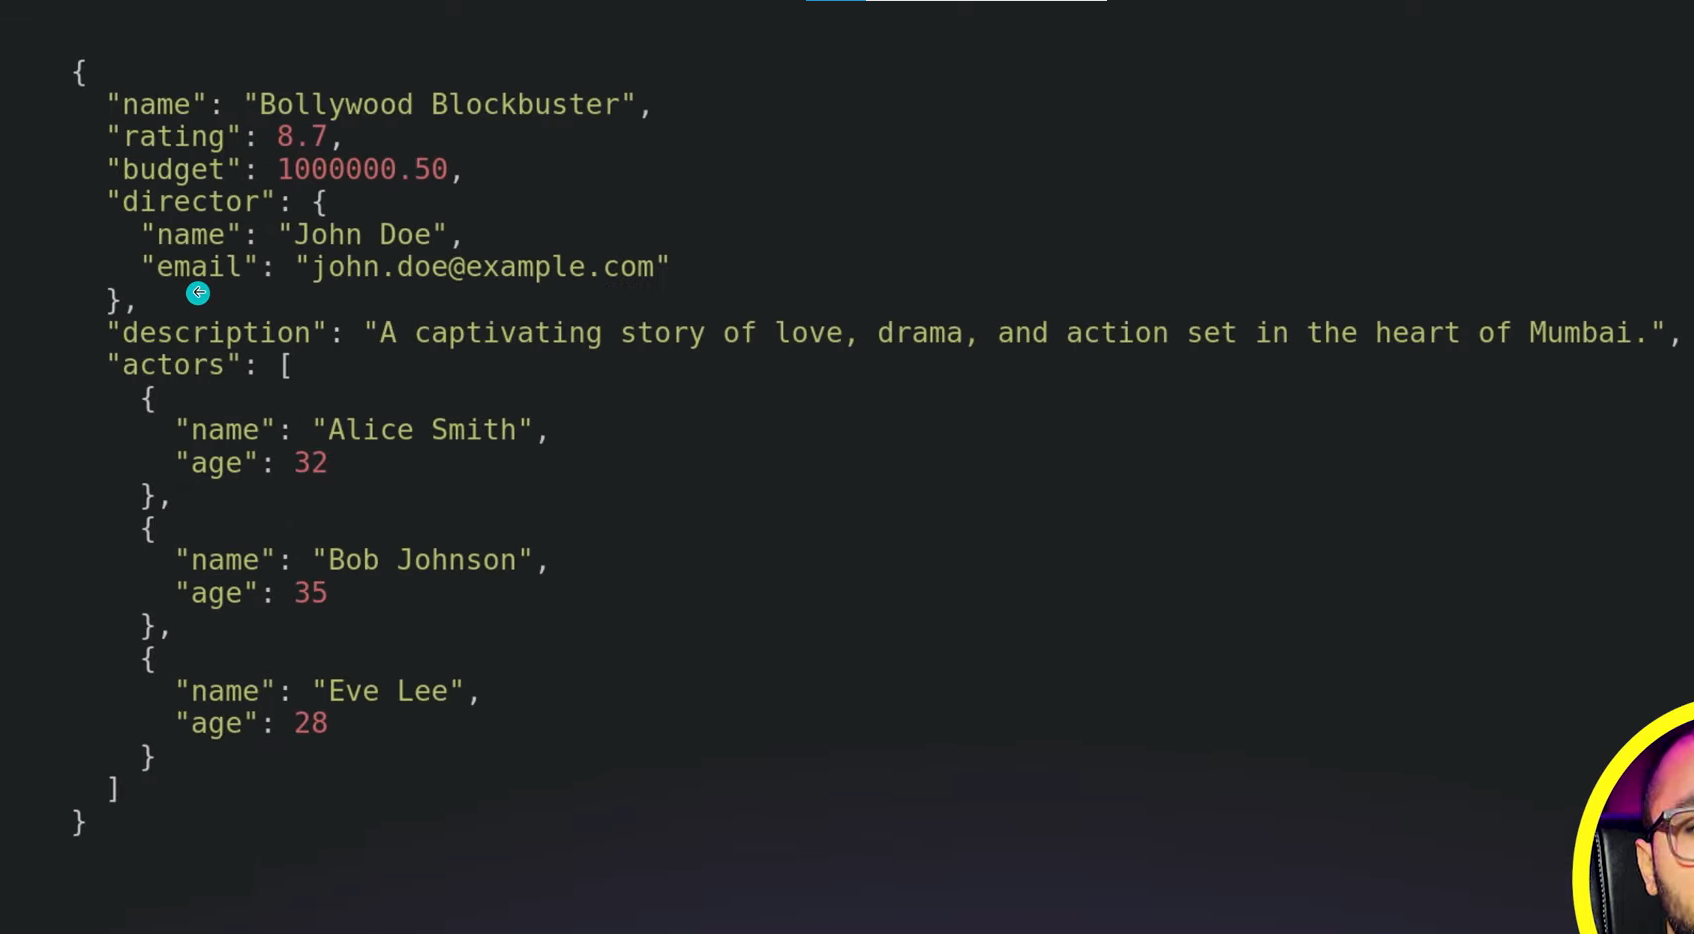 {
"name": "Bollywood Blockbuster",
"rating": 8.7,
"budget": 1000000.50,
"director": {
"name": "John Doe",
"email": "john.doe@example.com"
},
"description": "A captivating story of love, drama, and action set in the heart of Mumbai.",
"actors": [
{
"name": "Alice Smith",
"age": 32
},
{
"name": "Bob Johnson",
"age": 35
},
{
"name": "Eve Lee",
"age": 28
}
]
}